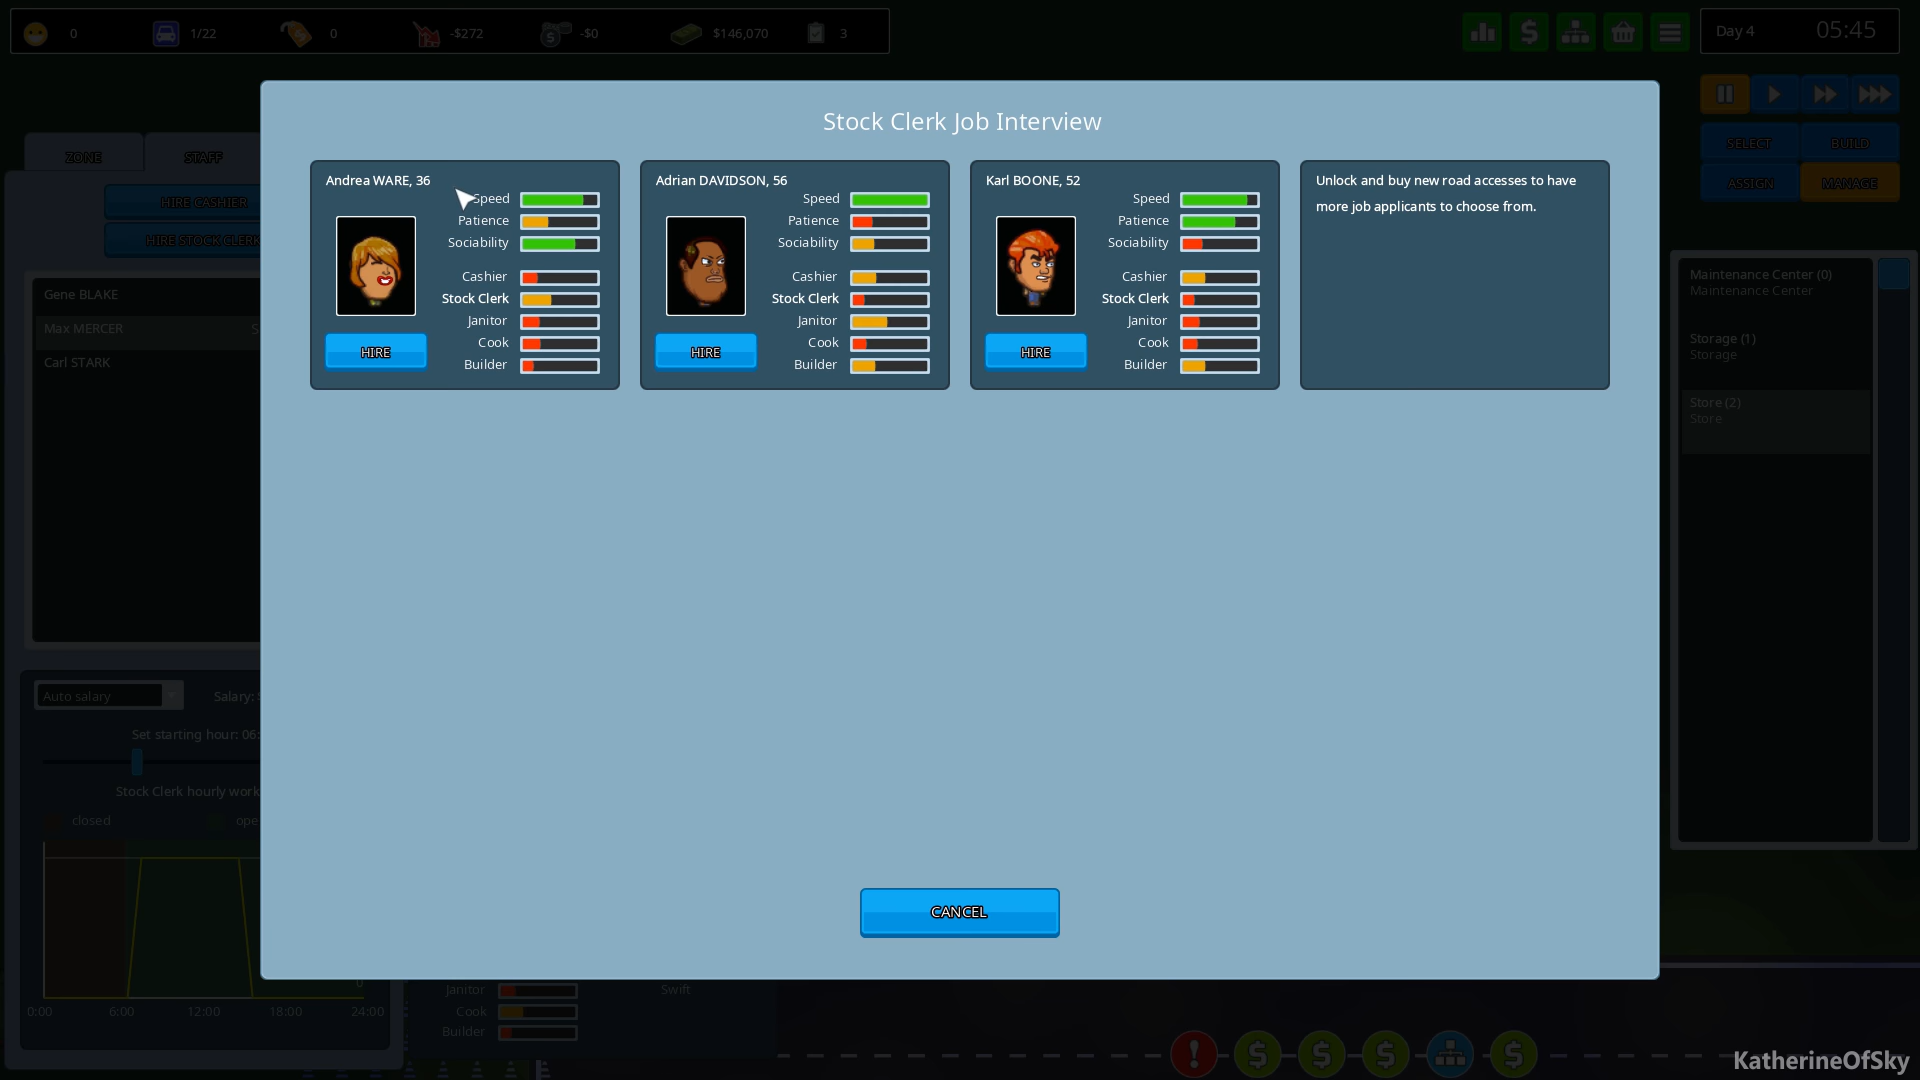 0
1/22
0
-$272
-$0
$146,070
3
Day 4
05:45
Stock Clerk Job Interview
ZONE
STAFF
HIRE CASHIER
HIRE STOCK CLERK
Gene BLAKE
Max MERCER
Carl STARK
Auto salary
Salary:
Set starting hour: 06:
Stock Clerk hourly work
closed
ope
0
0:00
6:00
12:00
18:00
24:00
Andrea WARE, 36
Speed
Patience
Sociability
Cashier
Stock Clerk
Janitor
Cook
Builder
HIRE
Adrian DAVIDSON, 56
Speed
Patience
Sociability
Cashier
Stock Clerk
Janitor
Cook
Builder
HIRE
Karl BOONE, 52
Speed
Patience
Sociability
Cashier
Stock Clerk
Janitor
Cook
Builder
HIRE
Unlock and buy new road accesses to have
more job applicants to choose from.
CANCEL
SELECT
BUILD
ASSIGN
MANAGE
Maintenance Center (0)
Maintenance Center
Storage (1)
Storage
Store (2)
Store
Janitor
Cook
Builder
Swift
KatherineOfSky